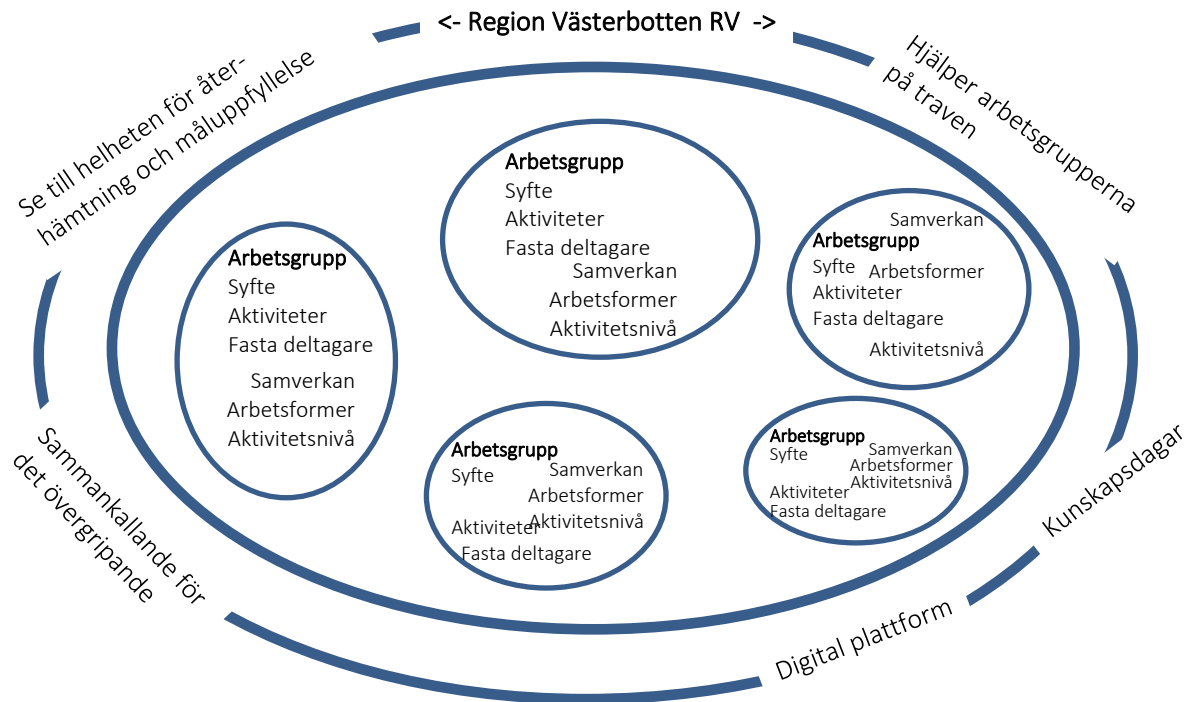 <- Region Västerbotten RV ->
Se till helheten för åter-
hämtning och måluppfyllelse
Hjälper arbetsgrupperna
på traven
Arbetsgrupp
Syfte
Aktiviteter
Fasta deltagare
Samverkan
Arbetsformer
Aktivitetsnivå
Samverkan
Arbetsgrupp
Syfte
Arbetsformer
Aktiviteter
Fasta deltagare
Aktivitetsnivå
Arbetsgrupp
Syfte
Aktiviteter
Fasta deltagare
Samverkan
Arbetsformer
Aktivitetsnivå
Arbetsgrupp
Syfte
Samverkan
Arbetsformer
Aktiviteter
Aktivitetsnivå
Fasta deltagare
Arbetsgrupp
Syfte
Samverkan
Arbetsformer
Aktivitetsnivå
Aktiviteter
Fasta deltagare
Sammankallande för
det övergripande
Kunskapsdagar
Digital plattform